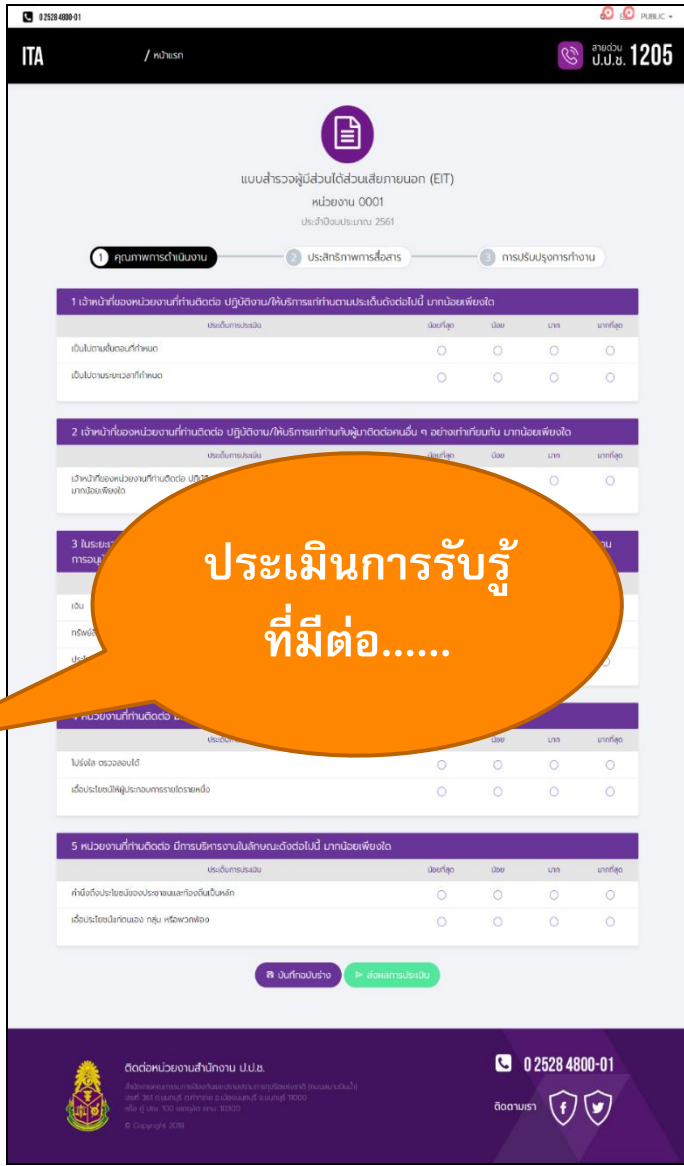 0 2528 4800-01
PUBLIC
ITA
/ หน้าแรก
สายด่วน
ป.ป.ช. 1205
แบบสำรวจผู้มีส่วนได้ส่วนเสียภายนอก (EIT)
หน่วยงาน 0001
ประจำปีงบประมาณ 2561
1 คุณภาพการดำเนินงาน
2 ประสิทธิภาพการสื่อสาร
3 การปรับปรุงการทำงาน
1 เจ้าหน้าที่ของหน่วยงานที่ท่านติดต่อ ปฏิบัติงาน/ให้บริการแก่ท่านตามประเด็นดังต่อไปนี้ มากน้อยเพียงใด
ประเด็นการประเมิน น้อยที่สุด น้อย มาก มากที่สุด
เป็นไปตามขั้นตอนที่กำหนด
เป็นไปตามระยะเวลาที่กำหนด
2 เจ้าหน้าที่ของหน่วยงานที่ท่านติดต่อ ปฏิบัติงาน/ให้บริการแก่ท่านกับผู้มาติดต่อคนอื่น ๆ อย่างเท่าเทียมกัน มากน้อยเพียงใด
ประเด็นการประเมิน น้อยที่สุด น้อย มาก มากที่สุด
เจ้าหน้าที่ของหน่วยงานที่ท่านติดต่อ
มากน้อยเพียงใด
ประเมินการรับรู้
ที่มีต่อ......
เงิน
น้อย มาก มากที่สุด
โปร่งใส ตรวจสอบได้
เอื้อประโยชน์ให้ผู้ประกอบการรายใดรายหนึ่ง
5 หน่วยงานที่ท่านติดต่อ มีการบริหารงานในลักษณะดังต่อไปนี้ มากน้อยเพียงใด
ประเด็นการประเมิน น้อยที่สุด น้อย มาก มากที่สุด
คำนึงถึงประโยชน์ของประชาชนและท้องถิ่นเป็นหลัก
เอื้อประโยชน์แก่ตนเอง กลุ่ม หรือพวกพ้อง
บันทึกฉบับร่าง
ส่งผลการประเมิน
ติดต่อหน่วยงานสำนักงาน ป.ป.ช.
0 2528 4800-01
ติดตามเรา
© Copyright 2018